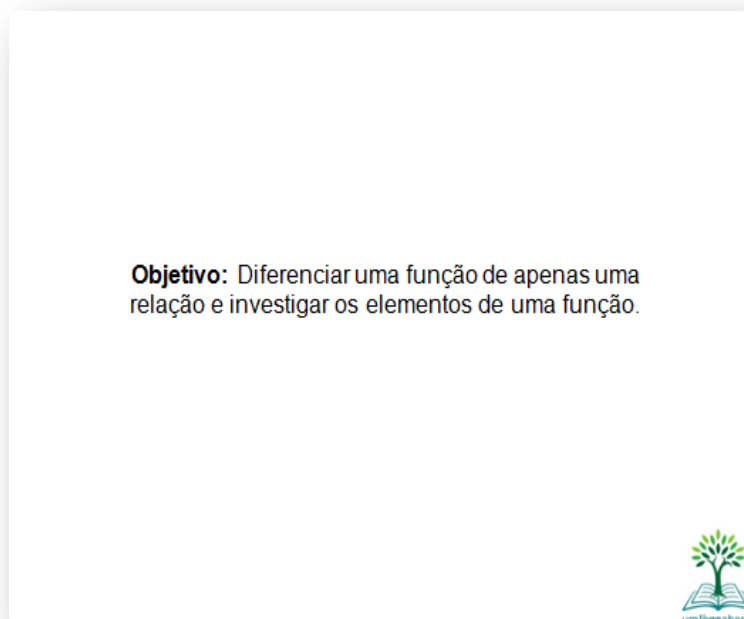 Objetivo: Diferenciar uma função de apenas uma
relação e investigar os elementos de uma função.